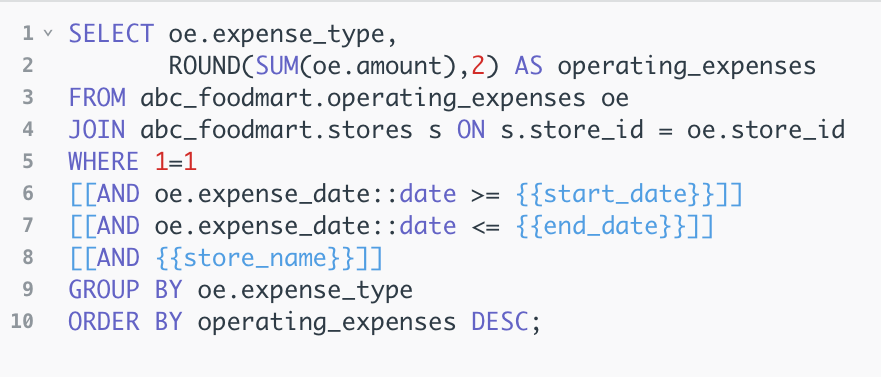 1 SELECT oe.expense_type,
2 ROUND(SUM(oe.amount),2) AS operating_expenses
3 FROM abc_foodmart.operating_expenses oe
4 JOIN abc_foodmart.stores s ON s.store_id = oe.store_id
5 WHERE 1=1
6 [[AND oe.expense_date::date >= {{start_date}}]]
7 [[AND oe.expense_date::date <= {{end_date}}]]
8 [[AND {{store_name}}]]
9 GROUP BY oe.expense_type
10 ORDER BY operating_expenses DESC;